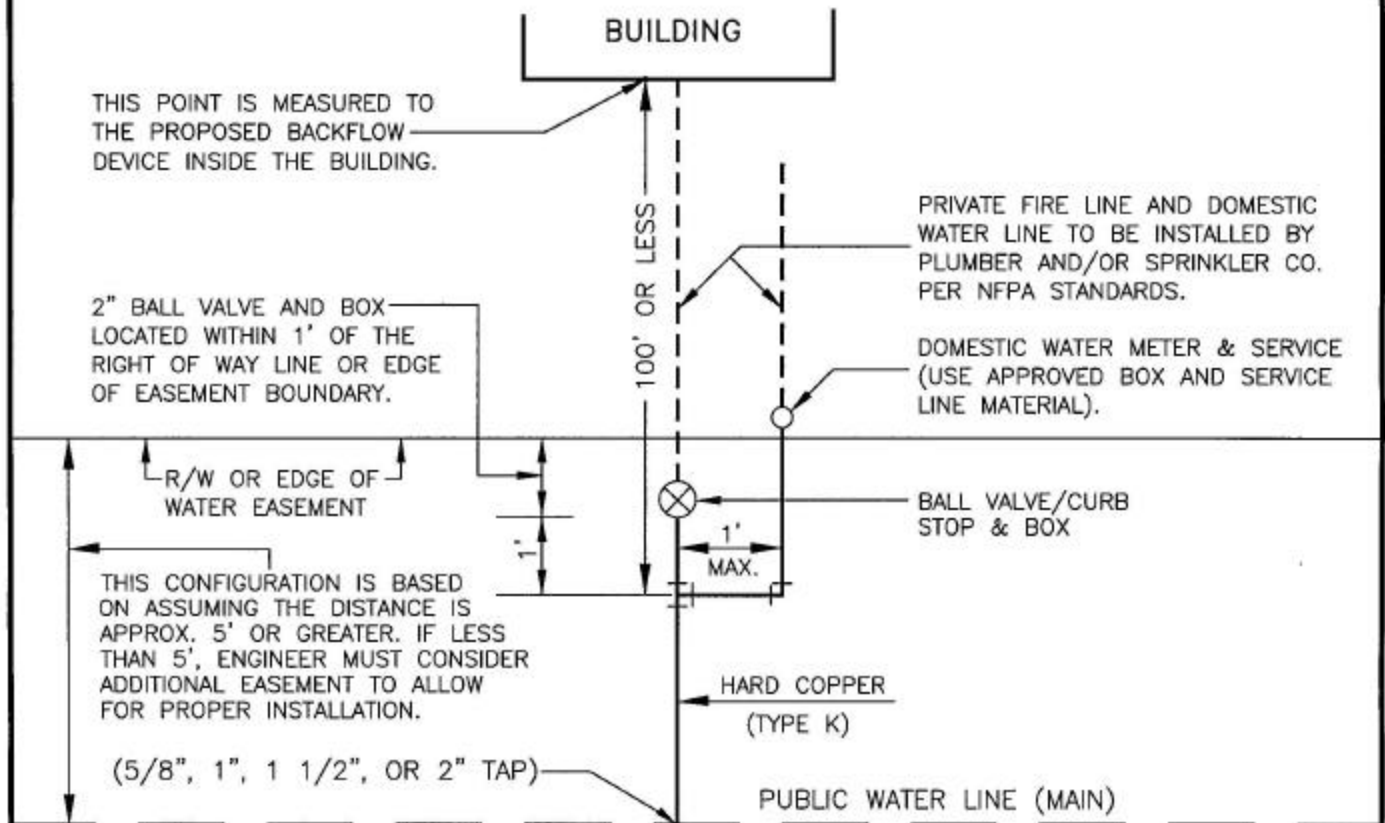 BUILDING
THIS POINT IS MEASURED TO
THE PROPOSED BACKFLOW
DEVICE INSIDE THE BUILDING.
100' OR LESS
PRIVATE FIRE LINE AND DOMESTIC
WATER LINE TO BE INSTALLED BY
PLUMBER AND/OR SPRINKLER CO.
PER NFPA STANDARDS.
2" BALL VALVE AND BOX
LOCATED WITHIN 1' OF THE
RIGHT OF WAY LINE OR EDGE
OF EASEMENT BOUNDARY.
DOMESTIC WATER METER & SERVICE
(USE APPROVED BOX AND SERVICE
LINE MATERIAL).
R/W OR EDGE OF
WATER EASEMENT
BALL VALVE/CURB
STOP & BOX
1'
1'
MAX.
THIS CONFIGURATION IS BASED
ON ASSUMING THE DISTANCE IS
APPROX. 5' OR GREATER. IF LESS
THAN 5', ENGINEER MUST CONSIDER
ADDITIONAL EASEMENT TO ALLOW
FOR PROPER INSTALLATION.
HARD COPPER
(TYPE K)
(5/8", 1", 1 1/2", OR 2" TAP)
PUBLIC WATER LINE (MAIN)